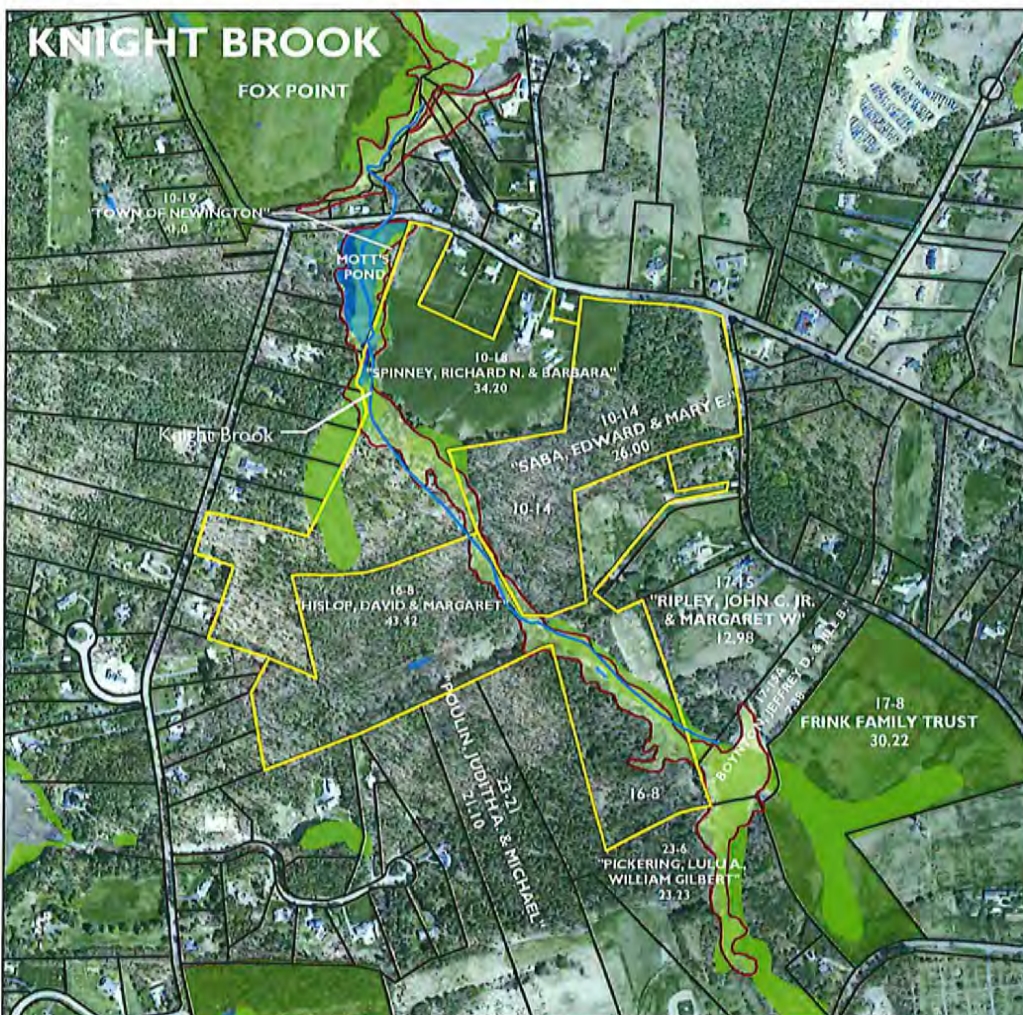 KNIGHT BROOK
FOX POINT
10-19
"TOWN OF NEWINGTON"
MOTT'S
POND
10-18
"SPINNEY, RICHARD N. & BARBARA"
34.20
Knight Brook
10-14
"SABA, EDWARD & MARY E."
26.00
10-14
16-8
"HISLOP, DAVID & MARGARET"
43.42
17-15
"RIPLEY, JOHN C. JR.
& MARGARET W"
12.98
17-8
FRINK FAMILY TRUST
30.22
"POULIN, JUDITH A. & MICHAEL"
23-21
21.10
16-8
23-6
"PICKERING, LULU A.,
WILLIAM GILBERT"
23.23